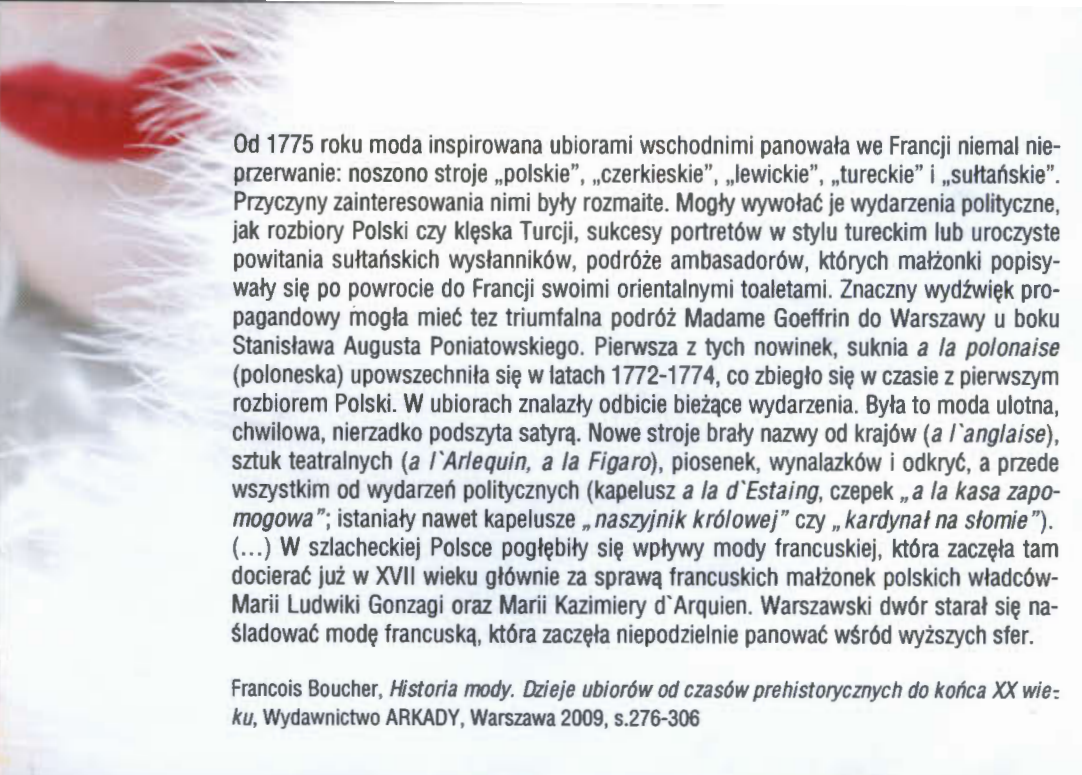 Od 1775 roku moda inspirowana ubiorami wschodnimi panowała we Francji niemal nie-
przerwanie: noszono stroje „polskie”, „czerkieskie”, „lewickie”, „tureckie” i „sułtańskie”.
Przyczyny zainteresowania nimi były rozmaite. Mogły wywołać je wydarzenia polityczne,
jak rozbiory Polski czy klęska Turcji, sukcesy portretów w stylu tureckim lub uroczyste
powitania sułtańskich wysłanników, podróże ambasadorów, których małżonki popisy-
wały się po powrocie do Francji swoimi orientalnymi toaletami. Znaczny wydźwięk pro-
pagandowy mogła mieć tez triumfalna podróż Madame Goeffrin do Warszawy u boku
Stanisława Augusta Poniatowskiego. Pierwsza z tych nowinek, suknia a la polonaise
(poloneska) upowszechniła się w latach 1772-1774, co zbiegło się w czasie z pierwszym
rozbiorem Polski. W ubiorach znalazły odbicie bieżące wydarzenia. Była to moda ulotna,
chwilowa, nierzadko podszyta satyrą. Nowe stroje brały nazwy od krajów (a l`anglaise),
sztuk teatralnych (a l`Arlequin, a la Figaro), piosenek, wynalazków i odkryć, a przede
wszystkim od wydarzeń politycznych (kapelusz a la d`Estaing, czepek „a la kasa zapo-
mogowa”; istaniały nawet kapelusze „naszyjnik królowej” czy „kardynał na słomie”).
(...) W szlacheckiej Polsce pogłębiły się wpływy mody francuskiej, która zaczęła tam
docierać już w XVII wieku głównie za sprawą francuskich małżonek polskich władców-
Marii Ludwiki Gonzagi oraz Marii Kazimiery d`Arquien. Warszawski dwór starał się na-
śladować modę francuską, która zaczęła niepodzielnie panować wśród wyższych sfer.
Francois Boucher, Historia mody. Dzieje ubiorów od czasów prehistorycznych do końca XX wie-
ku, Wydawnictwo ARKADY, Warszawa 2009, s.276-306